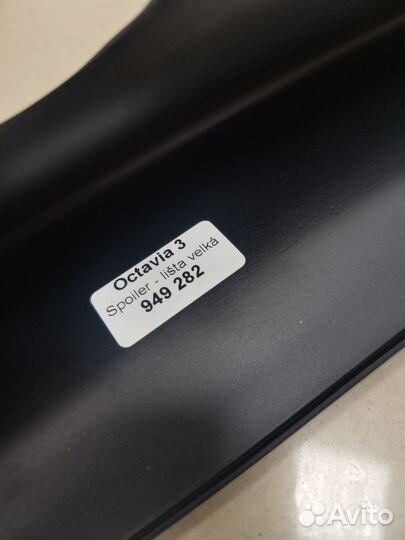 Octavia 3
Spoiler - lišta velká
949 282
Avito